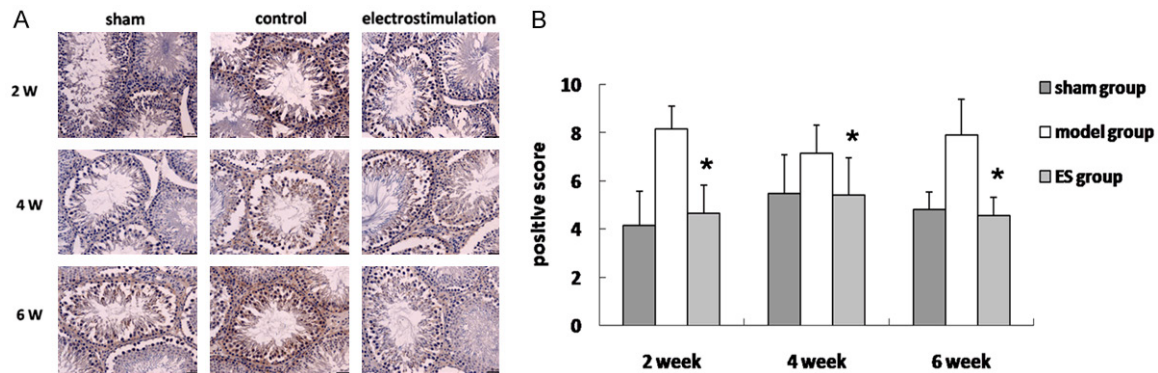 A
sham control electrostimulation
2 W
4 W
6 W
B
positive score
10
8
6
4
2
0
* * *
2 week 4 week 6 week
sham group
model group
ES group